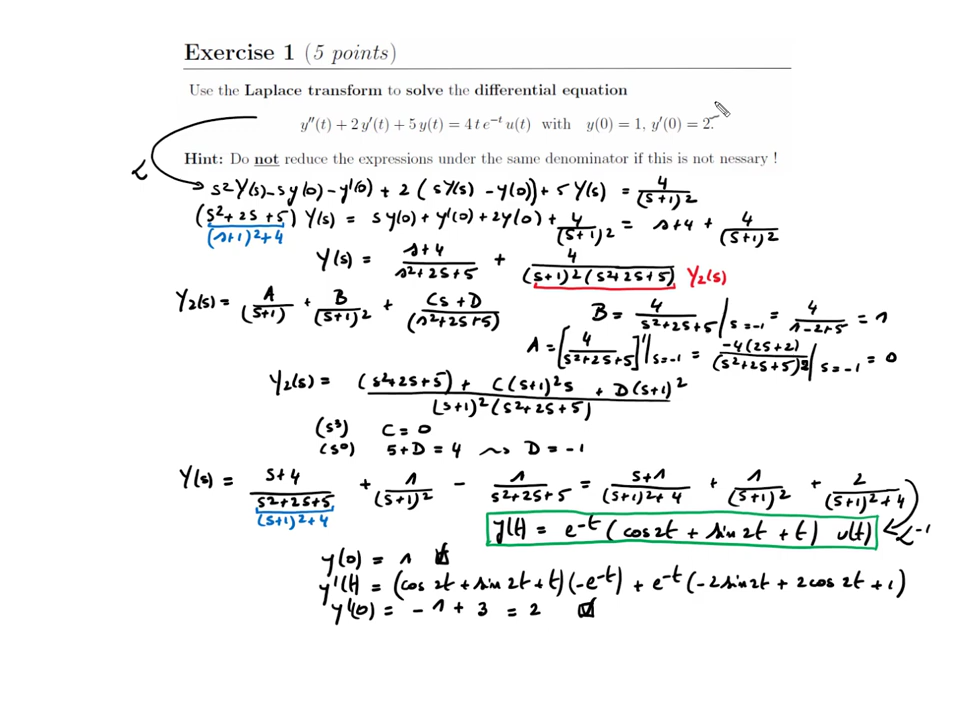 Exercise 1 (5 points)
Use the Laplace transform to solve the differential equation
y''(t) + 2 y'(t) + 5 y(t) = 4 t e^{-t} u(t) with y(0) = 1, y'(0) = 2.
Hint: Do not reduce the expressions under the same denominator if this is not nessary !
L
s²Y(s) - sy(0) - y'(0) + 2 (sY(s) - y(0)) + 5 Y(s) = 4/(s+1)²
(s²+2s+5) Y(s) = s y(0) + y'(0) + 2y(0) + 4/(s+1)² = s+4 + 4/(s+1)²
(s+1)²+4
Y(s) = (s+4)/(s²+2s+5) + 4/((s+1)²(s²+2s+5)) Y₂(s)
Y₂(s) = A/(s+1) + B/(s+1)² + (Cs+D)/(s²+2s+5)
B = 4/(s²+2s+5)|s=-1 = 4/(1-2+5) = 1
A = [4/(s²+2s+5)]'|s=-1 = -4(2s+2)/(s²+2s+5)²|s=-1 = 0
Y₂(s) = ((s²+2s+5) + C(s+1)²s + D(s+1)²)/((s+1)²(s²+2s+5))
(s³) C = 0
(s⁰) 5+D = 4 ⇝ D = -1
Y(s) = (s+4)/(s²+2s+5) + 1/(s+1)² - 1/(s²+2s+5) = (s+1)/((s+1)²+4) + 1/(s+1)² + 2/((s+1)²+4)
(s+1)²+4
y(t) = e^{-t} (cos 2t + sin 2t + t) u(t) L^{-1}
y(0) = 1 ☑
y'(t) = (cos 2t + sin 2t + t)(-e^{-t}) + e^{-t}(-2sin2t + 2cos 2t + 1)
y'(0) = -1 + 3 = 2 ☑